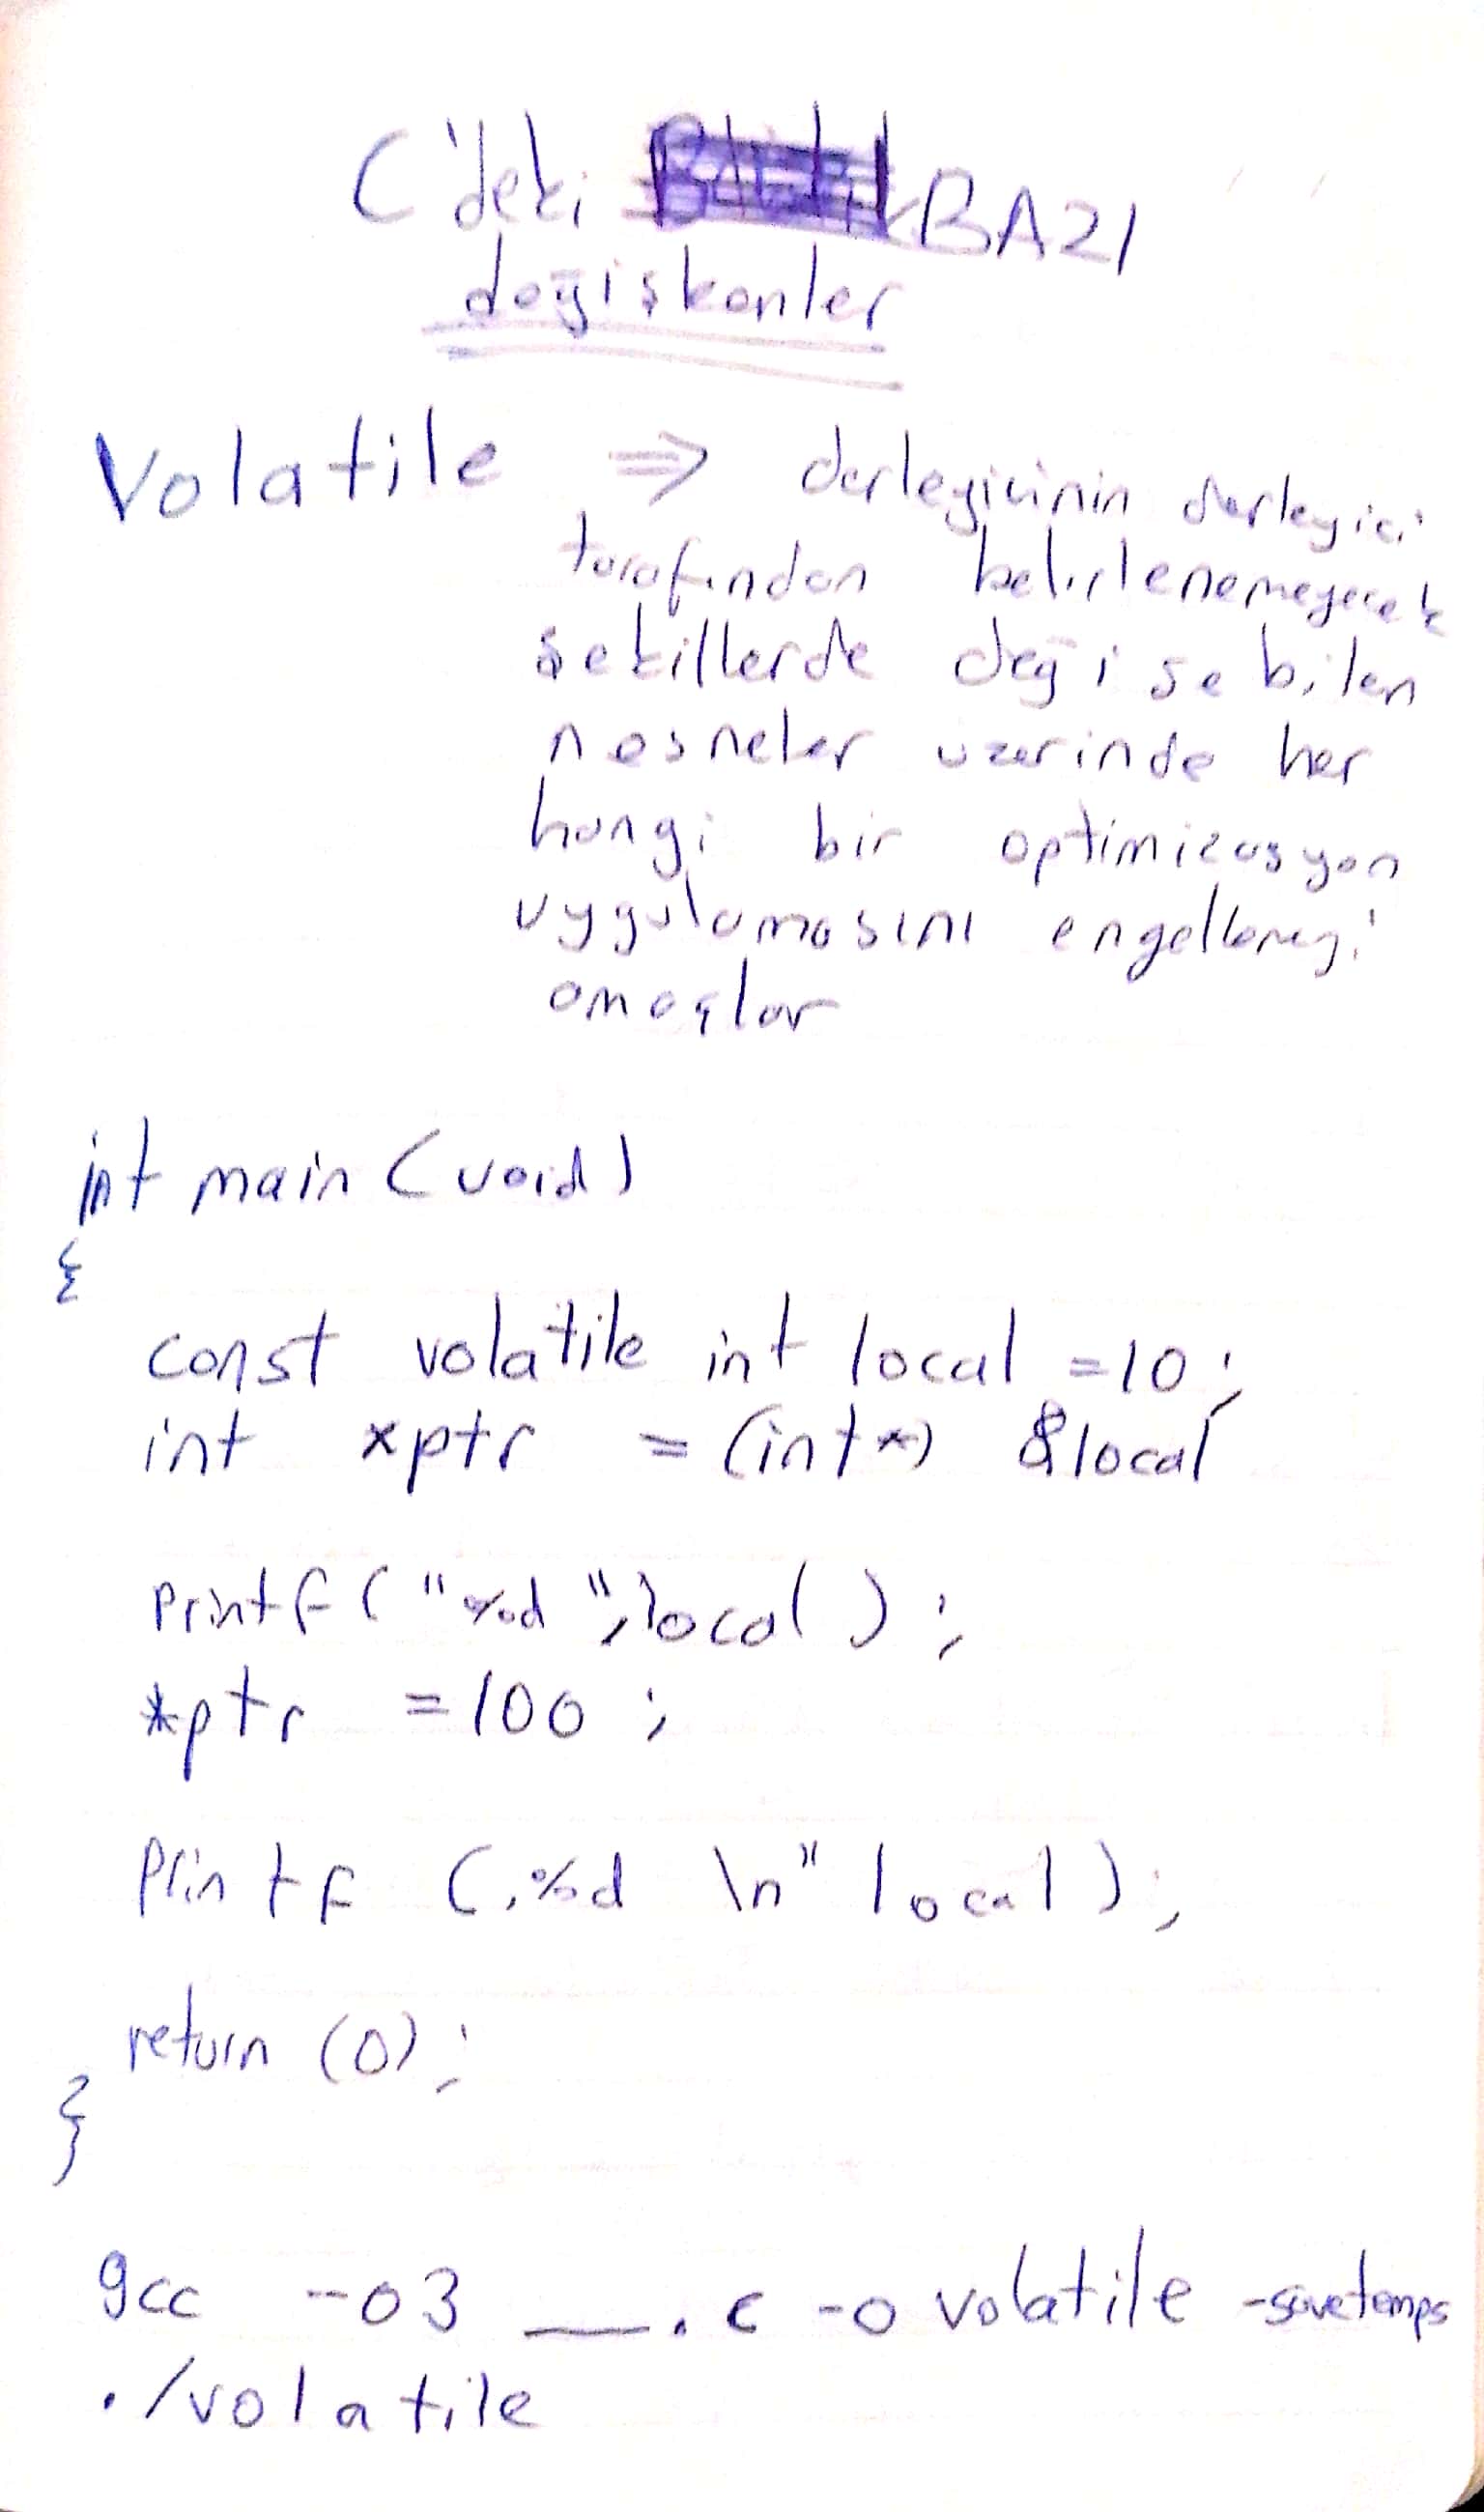 C'deki BAZI
değişkenler
Volatile ⇒ derleyicinin derleyici
tarafından belirlenemeyecek
şekillerde değişebilen
nesneler üzerinde her
hangi bir optimizasyon
uygulamasını engellemeyi
amaçlar
int main (void)
{
const volatile int local =10;
int *ptr = (int*) &local
printf ("%d", local);
*ptr =100;
Printf (,%d \n" local);
return (0);
}
gcc -o3 __.c -o volatile -savetemps
./volatile